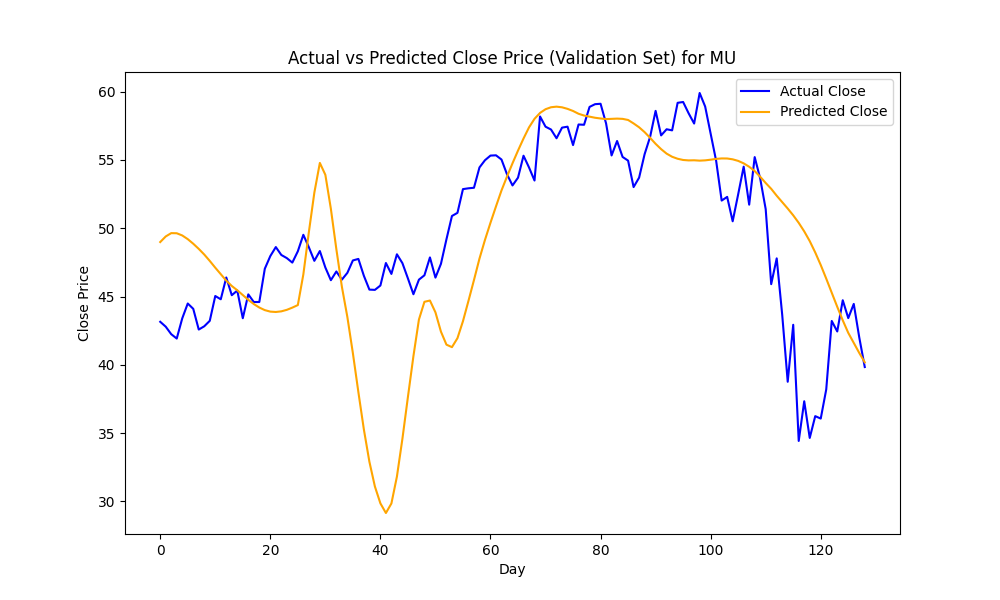 Actual vs Predicted Close Price (Validation Set) for MU
Actual Close
Predicted Close
Close Price
60
55
50
45
40
35
30
0 20 40 60 80 100 120
Day